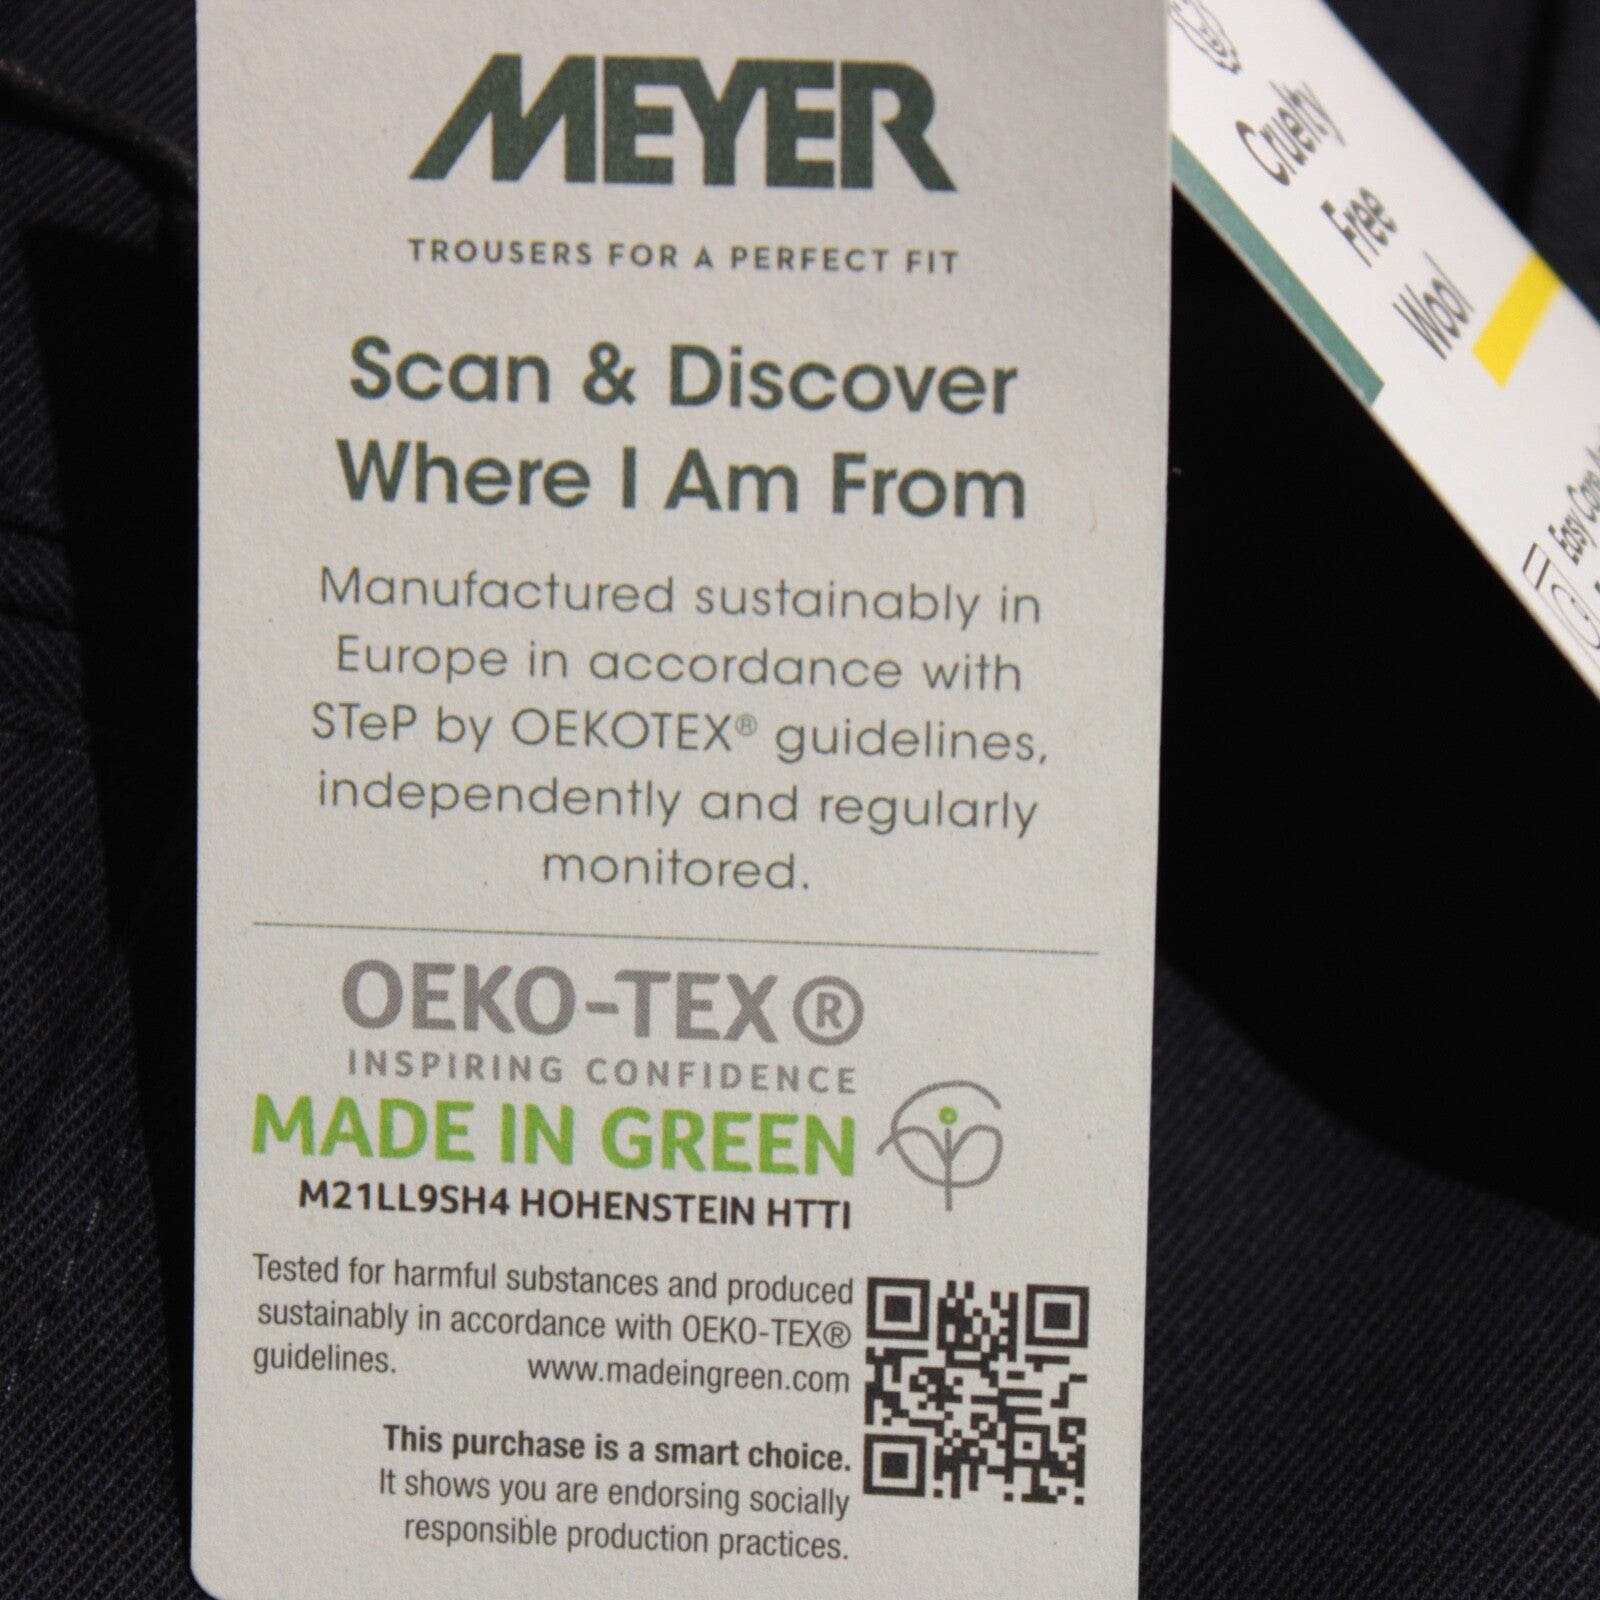 MEYER
TROUSERS FOR A PERFECT FIT
Scan & Discover
Where I Am From
Manufactured sustainably in
Europe in accordance with
STeP by OEKOTEX® guidelines,
independently and regularly
monitored.
OEKO-TEX®
INSPIRING CONFIDENCE
MADE IN GREEN
M21LL9SH4 HOHENSTEIN HTTI
Tested for harmful substances and produced
sustainably in accordance with OEKO-TEX®
guidelines. www.madeingreen.com
This purchase is a smart choice.
It shows you are endorsing socially
responsible production practices.
Cruelty
Free
Wool
Easy Care